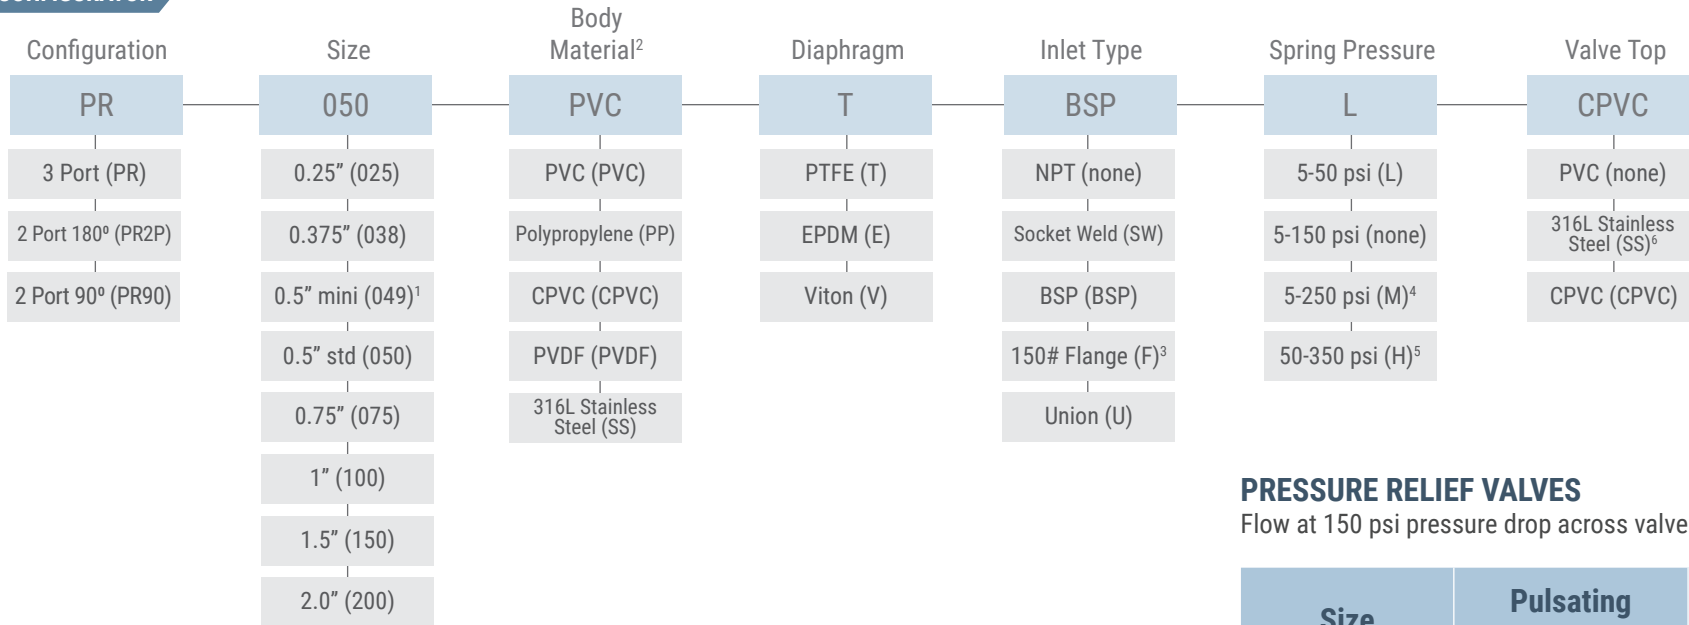 Configuration
Size
Body
Material²
Diaphragm
Inlet Type
Spring Pressure
Valve Top
PR
050
PVC
T
BSP
L
CPVC
3 Port (PR)
0.25” (025)
PVC (PVC)
PTFE (T)
NPT (none)
5-50 psi (L)
PVC (none)
2 Port 180º (PR2P)
0.375” (038)
Polypropylene (PP)
EPDM (E)
Socket Weld (SW)
5-150 psi (none)
316L Stainless
Steel (SS)⁶
2 Port 90º (PR90)
0.5” mini (049)¹
CPVC (CPVC)
Viton (V)
BSP (BSP)
5-250 psi (M)⁴
CPVC (CPVC)
0.5” std (050)
PVDF (PVDF)
150# Flange (F)³
50-350 psi (H)⁵
0.75” (075)
316L Stainless
Steel (SS)
Union (U)
1” (100)
1.5” (150)
2.0” (200)
PRESSURE RELIEF VALVES
Flow at 150 psi pressure drop across valve
Size
Pulsating